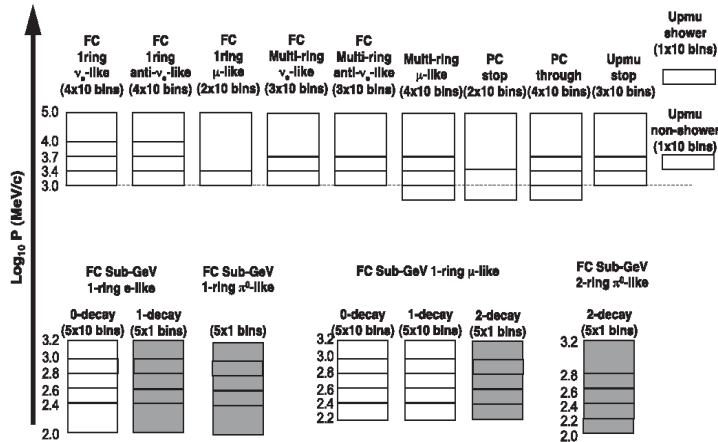 FC
1ring
νe-like
(4x10 bins)
FC
1ring
anti-νe-like
(4x10 bins)
FC
1ring
μ-like
(2x10 bins)
FC
Multi-ring
νe-like
(3x10 bins)
FC
Multi-ring
anti-νe-like
(3x10 bins)
Multi-ring
μ-like
(4x10 bins)
PC
stop
(2x10 bins)
PC
through
(4x10 bins)
Upmu
stop
(3x10 bins)
Upmu
shower
(1x10 bins)
Upmu
non-shower
(1x10 bins)
5.0
4.0
3.7
3.4
3.0
Log10 P (MeV/c)
FC Sub-GeV
1-ring e-like
0-decay
(5x10 bins)
1-decay
(5x1 bins)
FC Sub-GeV
1-ring π0-like
(5x1 bins)
FC Sub-GeV 1-ring μ-like
0-decay
(5x10 bins)
1-decay
(5x10 bins)
2-decay
(5x1 bins)
FC Sub-GeV
2-ring π0-like
2-decay
(5x1 bins)
3.2
3.0
2.8
2.6
2.4
2.0
3.2
3.0
2.8
2.6
2.4
2.2
3.2
2.8
2.6
2.4
2.2
2.0